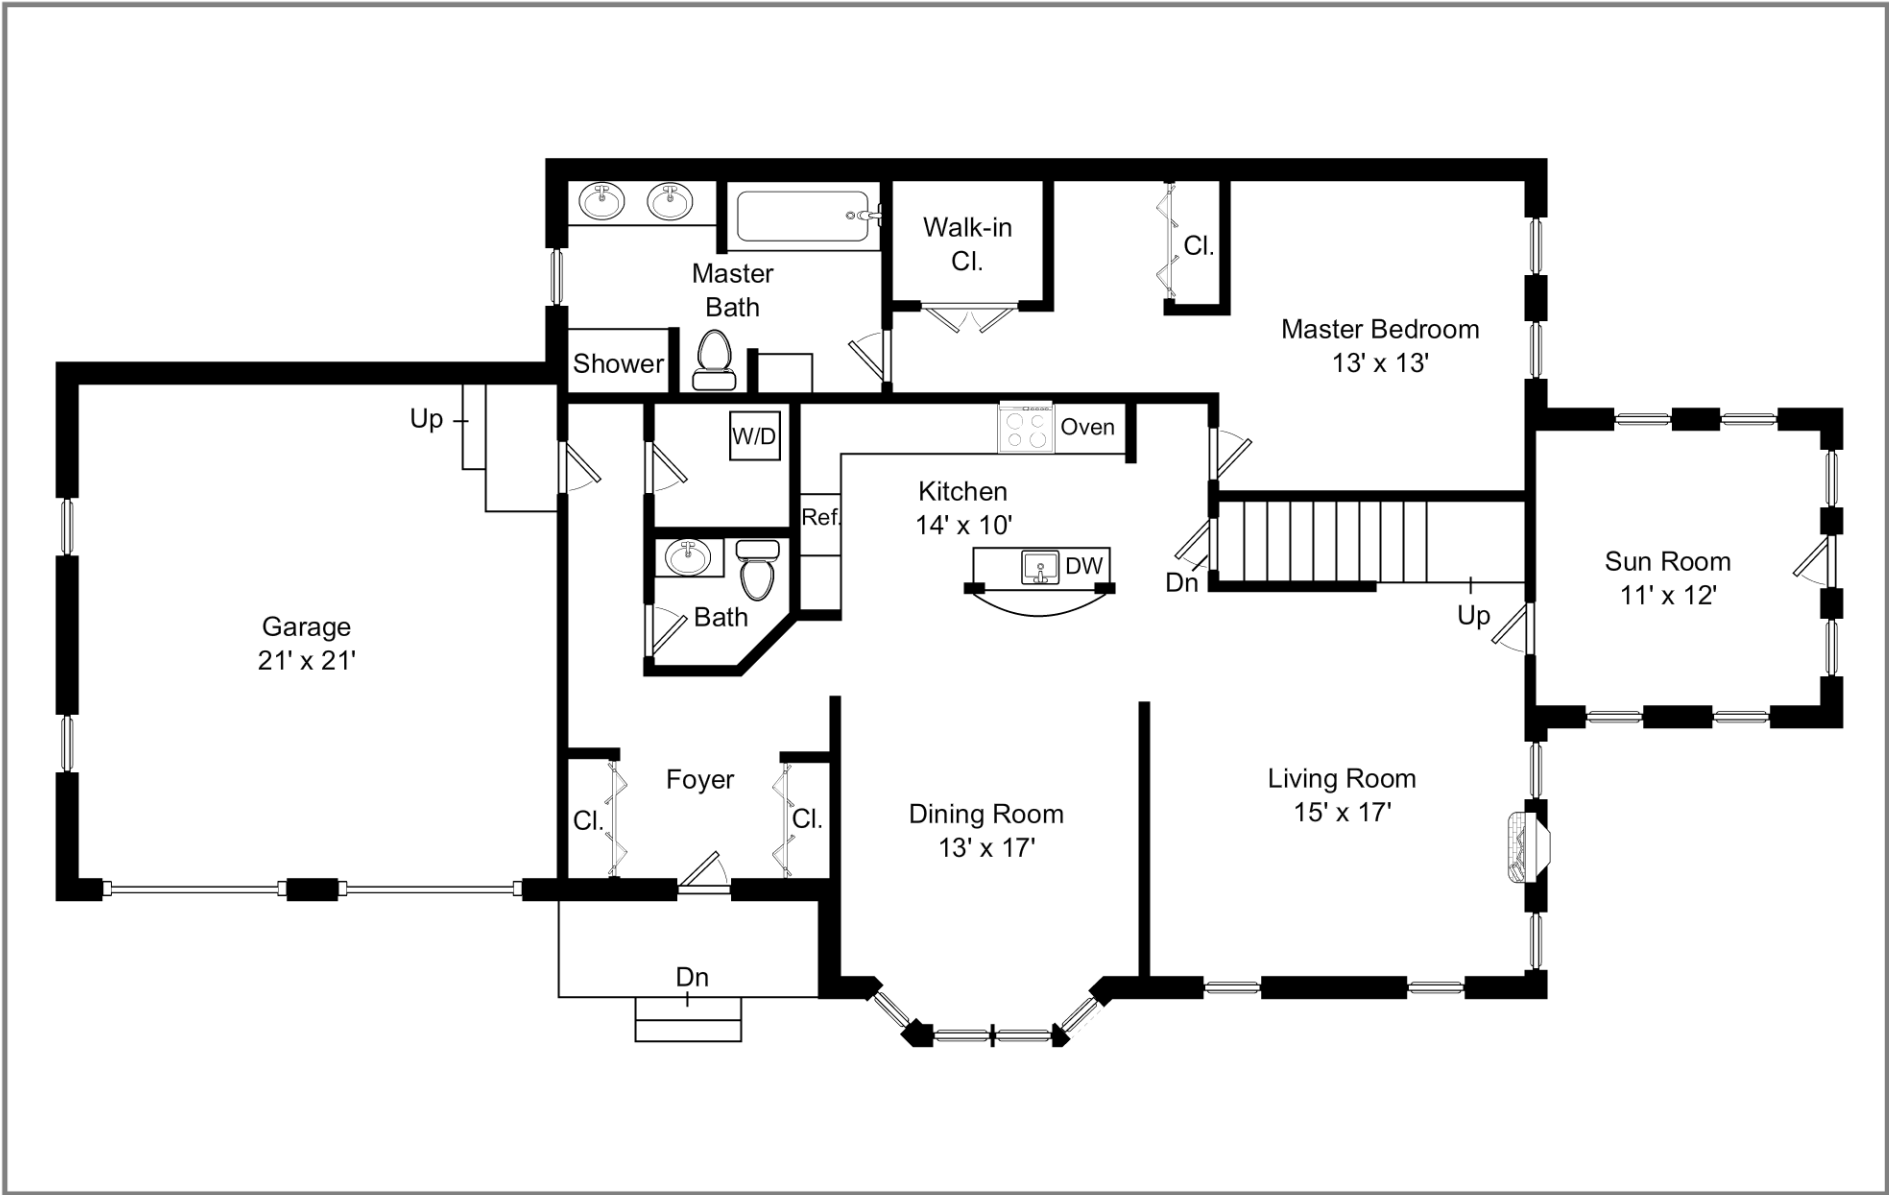 Walk-in
Cl.
Cl.
Master
Bath
Master Bedroom
13' x 13'
Shower
Up
W/D
Oven
Kitchen
14' x 10'
Ref.
DW
Dn
Sun Room
11' x 12'
Bath
Up
Garage
21' x 21'
Foyer
Living Room
15' x 17'
Cl.
Cl.
Dining Room
13' x 17'
Dn